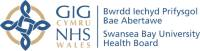 GIG
CYMRU
NHS
WALES
Bwrdd Iechyd Prifysgol
Bae Abertawe
Swansea Bay University
Health Board